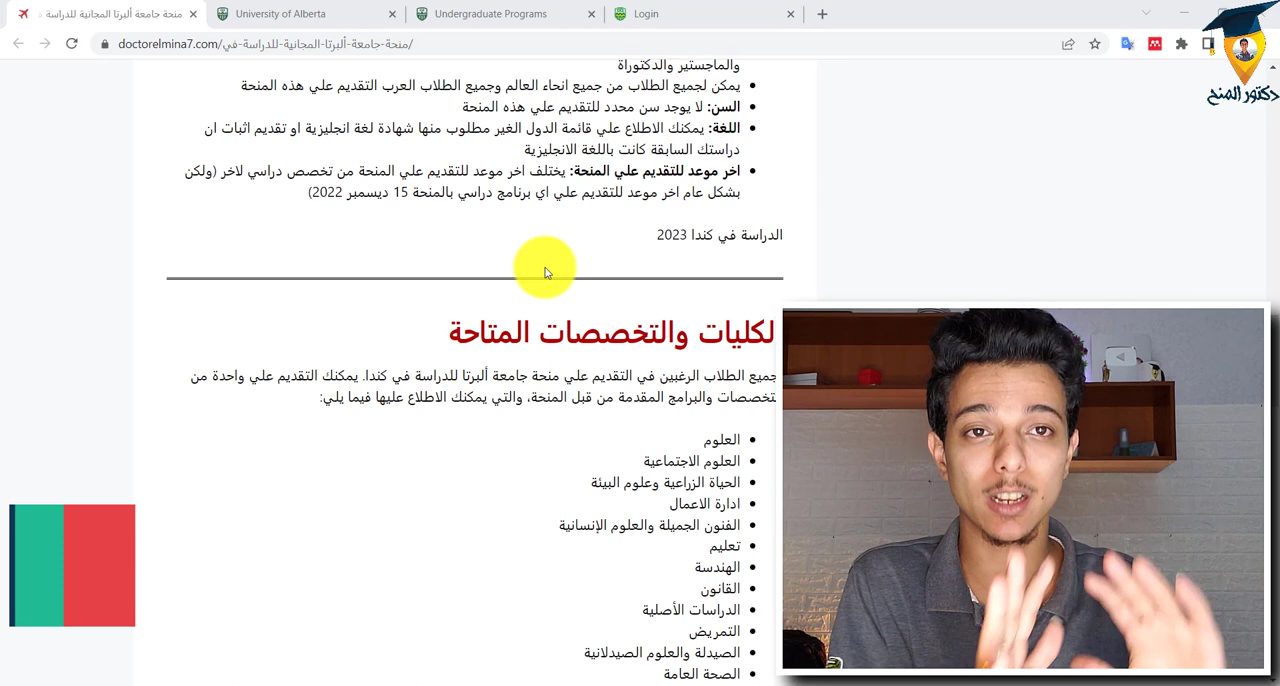 منحة جامعة ألبرتا المجانية للدراسة
University of Alberta
Undergraduate Programs
Login
doctorelmina7.com/منحة-جامعة-ألبرتا-المجانية-للدراسة-في/
دكتور المنح
والماجستير والدكتوراة
يمكن لجميع الطلاب من جميع انحاء العالم وجميع الطلاب العرب التقديم علي هذه المنحة
السن: لا يوجد سن محدد للتقديم علي هذه المنحة
اللغة: يمكنك الاطلاع علي قائمة الدول الغير مطلوب منها شهادة لغة انجليزية او تقديم اثبات ان
دراستك السابقة كانت باللغة الانجليزية
اخر موعد للتقديم علي المنحة: يختلف اخر موعد للتقديم علي المنحة من تخصص دراسي لاخر (ولكن
بشكل عام اخر موعد للتقديم علي اي برنامج دراسي بالمنحة 15 ديسمبر 2022)
الدراسة في كندا 2023
لكليات والتخصصات المتاحة
جميع الطلاب الرغبين في التقديم علي منحة جامعة ألبرتا للدراسة في كندا. يمكنك التقديم علي واحدة من
تخصصات والبرامج المقدمة من قبل المنحة، والتي يمكنك الاطلاع عليها فيما يلي:
العلوم
العلوم الاجتماعية
الحياة الزراعية وعلوم البيئة
ادارة الاعمال
الفنون الجميلة والعلوم الإنسانية
تعليم
الهندسة
القانون
الدراسات الأصلية
التمريض
الصيدلة والعلوم الصيدلانية
الصحة العامة